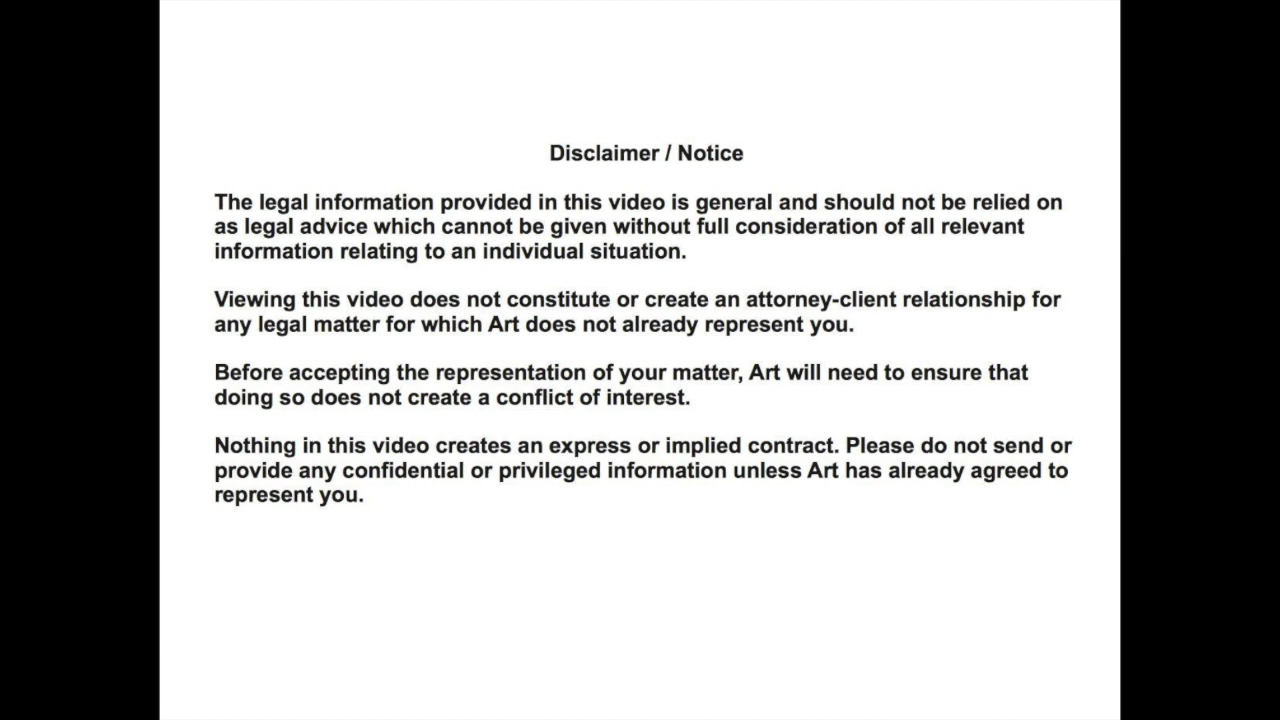 Disclaimer / Notice
The legal information provided in this video is general and should not be relied on
as legal advice which cannot be given without full consideration of all relevant
information relating to an individual situation.
Viewing this video does not constitute or create an attorney-client relationship for
any legal matter for which Art does not already represent you.
Before accepting the representation of your matter, Art will need to ensure that
doing so does not create a conflict of interest.
Nothing in this video creates an express or implied contract. Please do not send or
provide any confidential or privileged information unless Art has already agreed to
represent you.